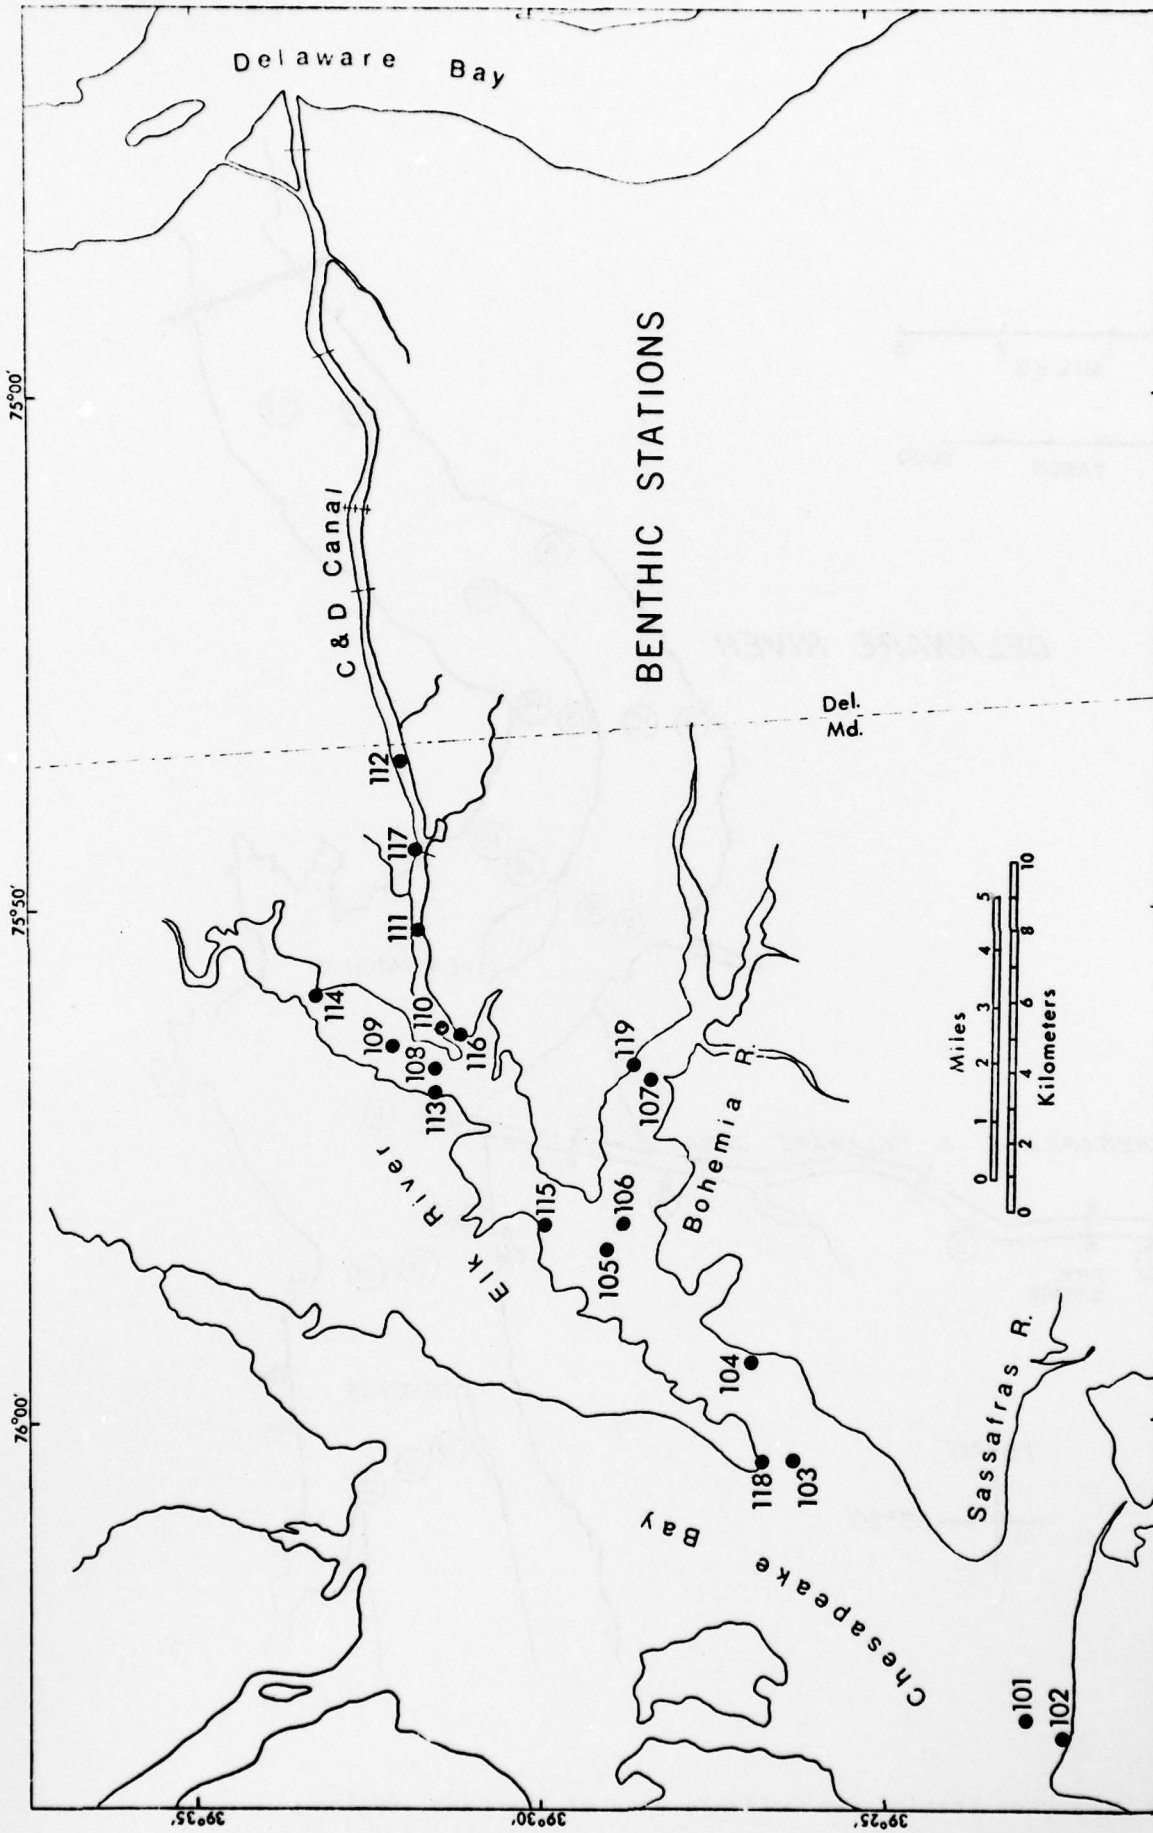 BENTHIC STATIONS
Delaware Bay
C & D Canal
Del.
Md.
Elk River
Bohemia R.
Sassafras R.
Chesapeake Bay
76°00'
75°50'
75°00'
39°35'
39°30'
39°25'
101
102
103
104
105
106
107
108
109
110
111
112
113
114
115
116
117
118
119
0 1 2 3 4 5
Miles
0 2 4 6 8 10
Kilometers